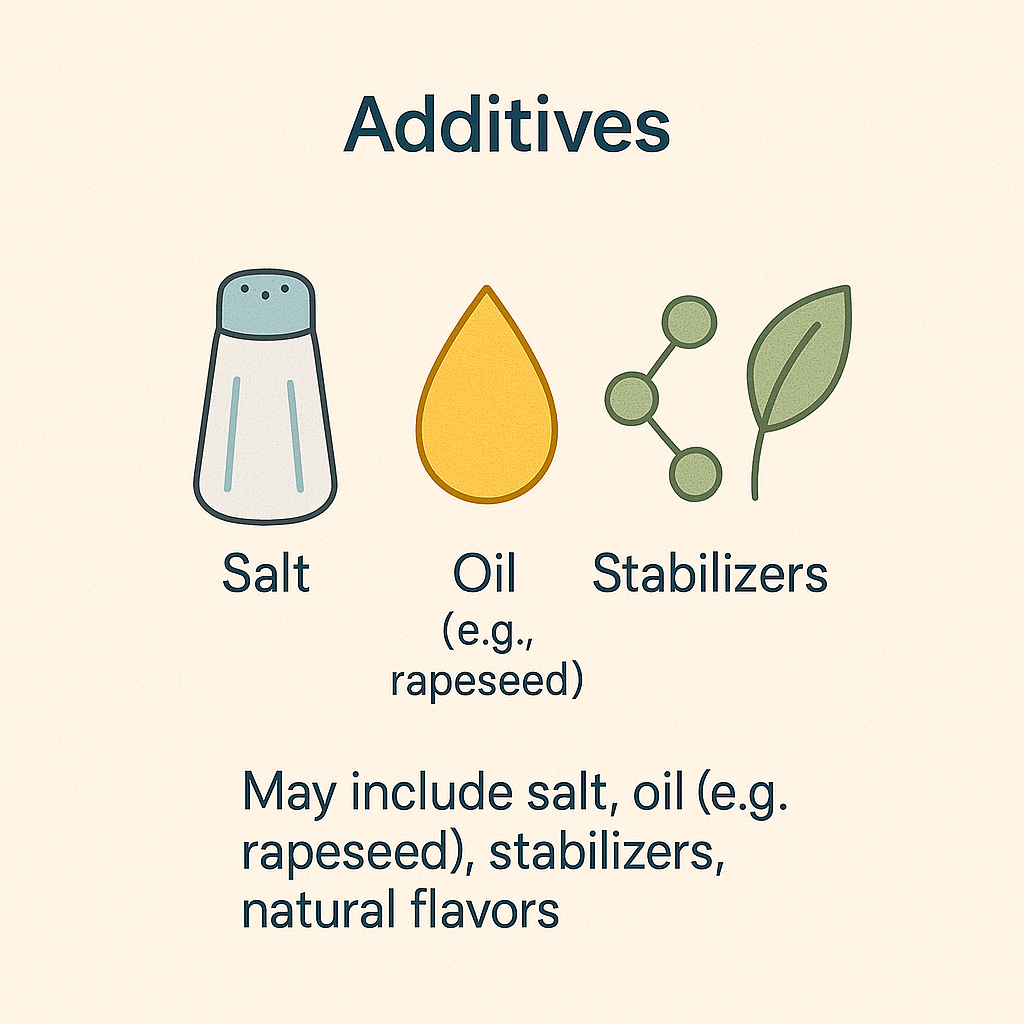 Additives
Salt
Oil
(e.g.,
rapeseed)
Stabilizers
May include salt, oil (e.g.
rapeseed), stabilizers,
natural flavors